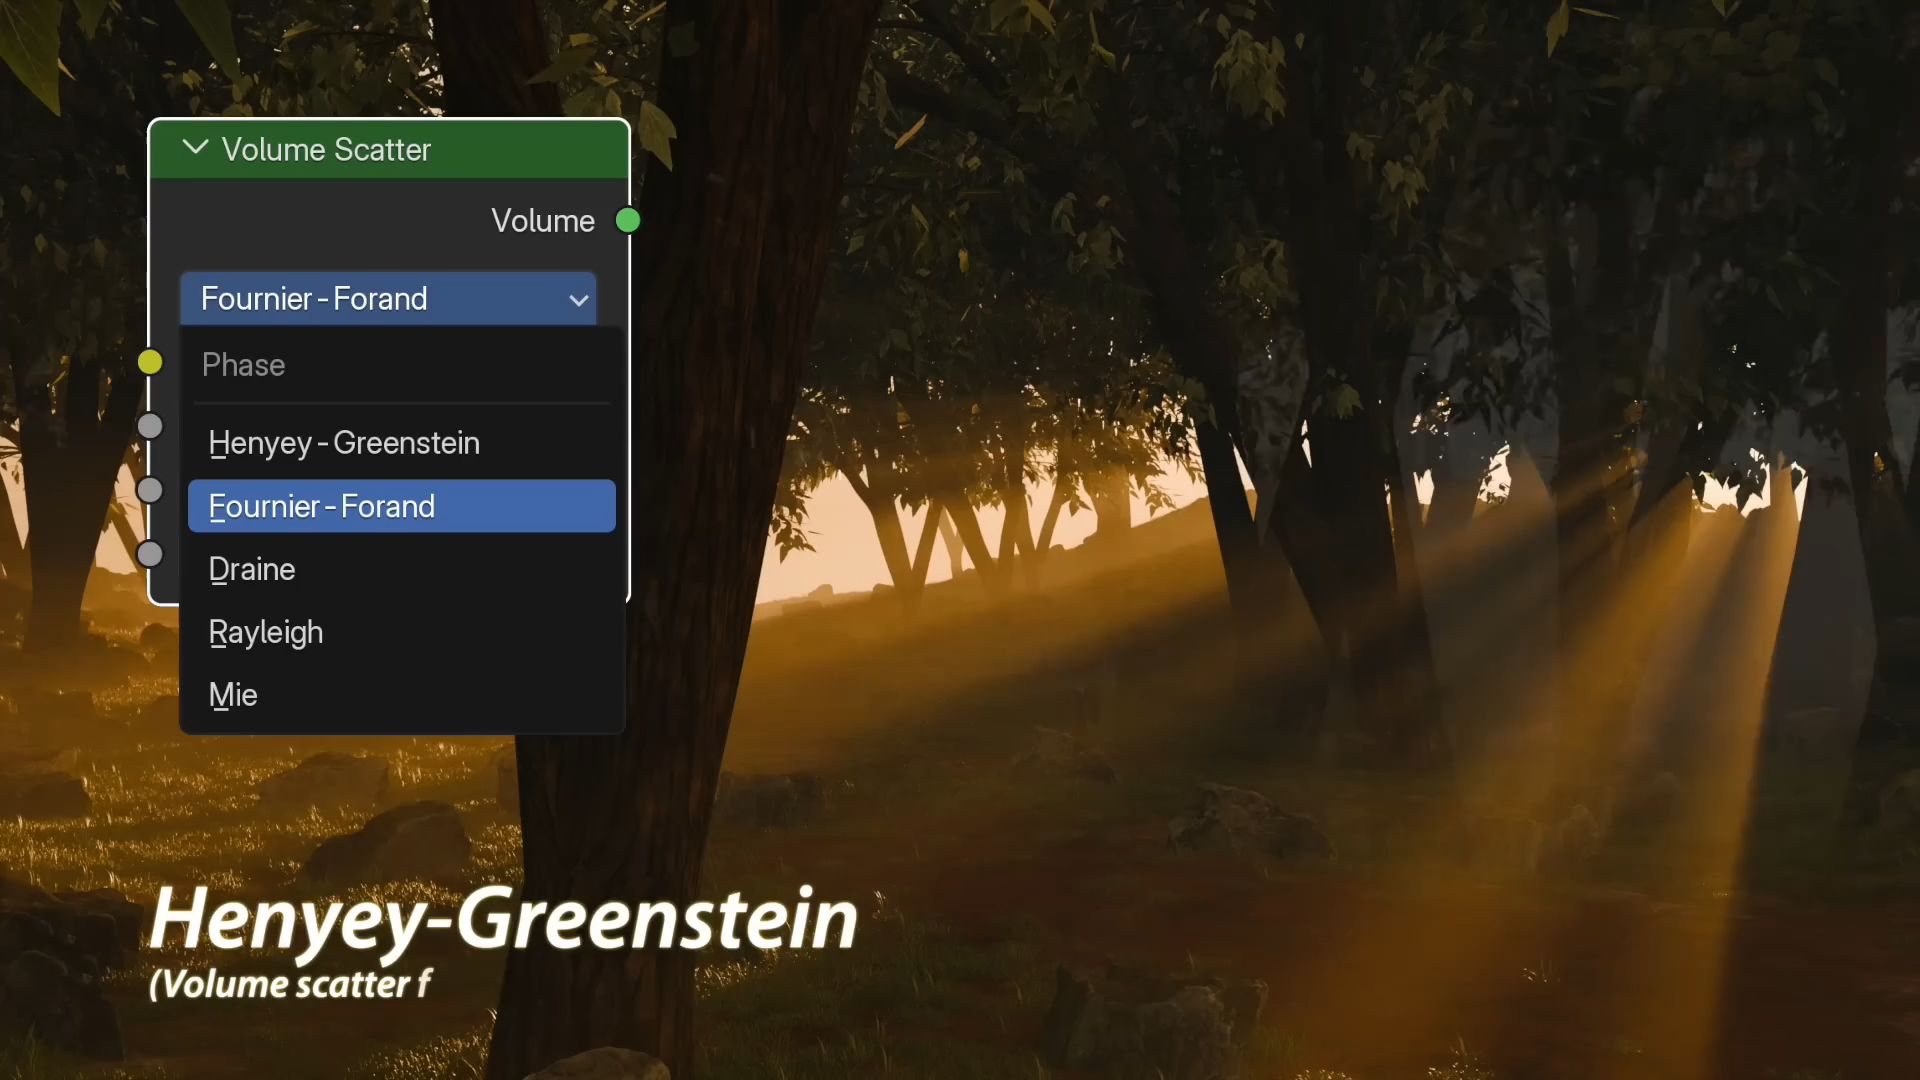 Volume Scatter
Volume
Fournier-Forand
Phase
Henyey-Greenstein
Fournier-Forand
Draine
Rayleigh
Mie
Henyey-Greenstein
(Volume scatter f